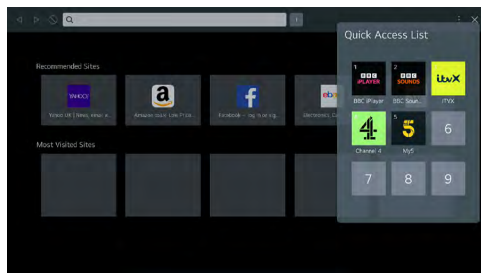 Quick Access List
Recommended Sites
1
BBC
iPLAYER
2
BBC
SOUNDS
itvX
BBC iPlayer
BBC Soun...
ITVX
YAHOO!
a
f
eb
Yahoo UK | News, email a...
Amazon.co.uk: Low Price...
Facebook - log in or sig...
Electronics, C
4
5
5
6
Channel 4
My5
Most Visited Sites
7
8
9